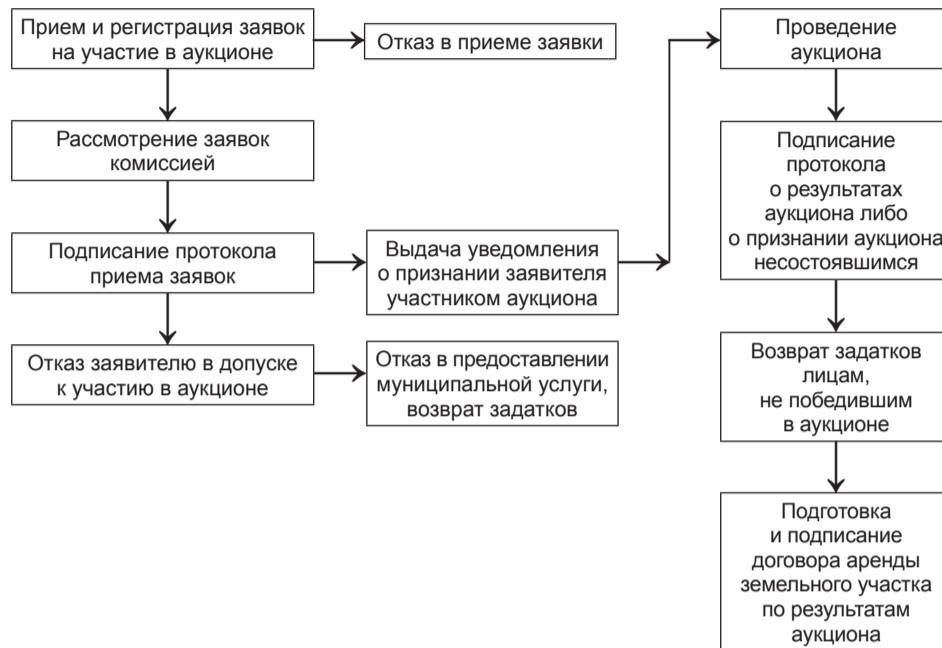 Прием и регистрация заявок
на участие в аукционе
Отказ в приеме заявки
Рассмотрение заявок
комиссией
Подписание протокола
приема заявок
Выдача уведомления
о признании заявителя
участником аукциона
Отказ заявителю в допуске
к участию в аукционе
Отказ в предоставлении
муниципальной услуги,
возврат задатков
Проведение
аукциона
Подписание
протокола
о результатах
аукциона либо
о признании аукциона
несостоявшимся
Возврат задатков
лицам,
не победившим
в аукционе
Подготовка
и подписание
договора аренды
земельного участка
по результатам
аукциона